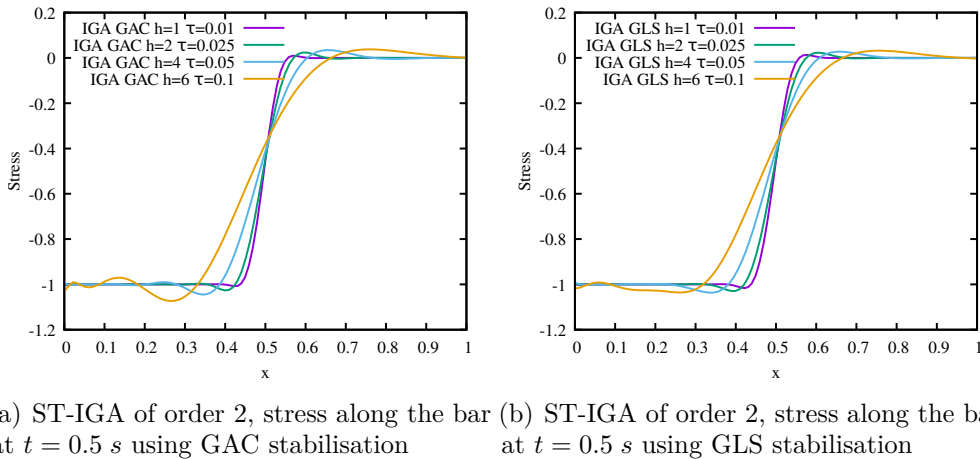 IGA GAC h=1 τ=0.01
IGA GAC h=2 τ=0.025
IGA GAC h=4 τ=0.05
IGA GAC h=6 τ=0.1
0.2
0
-0.2
-0.4
-0.6
-0.8
-1
-1.2
Stress
0 0.1 0.2 0.3 0.4 0.5 0.6 0.7 0.8 0.9 1
x
IGA GLS h=1 τ=0.01
IGA GLS h=2 τ=0.025
IGA GLS h=4 τ=0.05
IGA GLS h=6 τ=0.1
0.2
0
-0.2
-0.4
-0.6
-0.8
-1
-1.2
Stress
0 0.1 0.2 0.3 0.4 0.5 0.6 0.7 0.8 0.9 1
x
a) ST-IGA of order 2, stress along the bar
at t = 0.5 s using GAC stabilisation
(b) ST-IGA of order 2, stress along the ba
at t = 0.5 s using GLS stabilisation